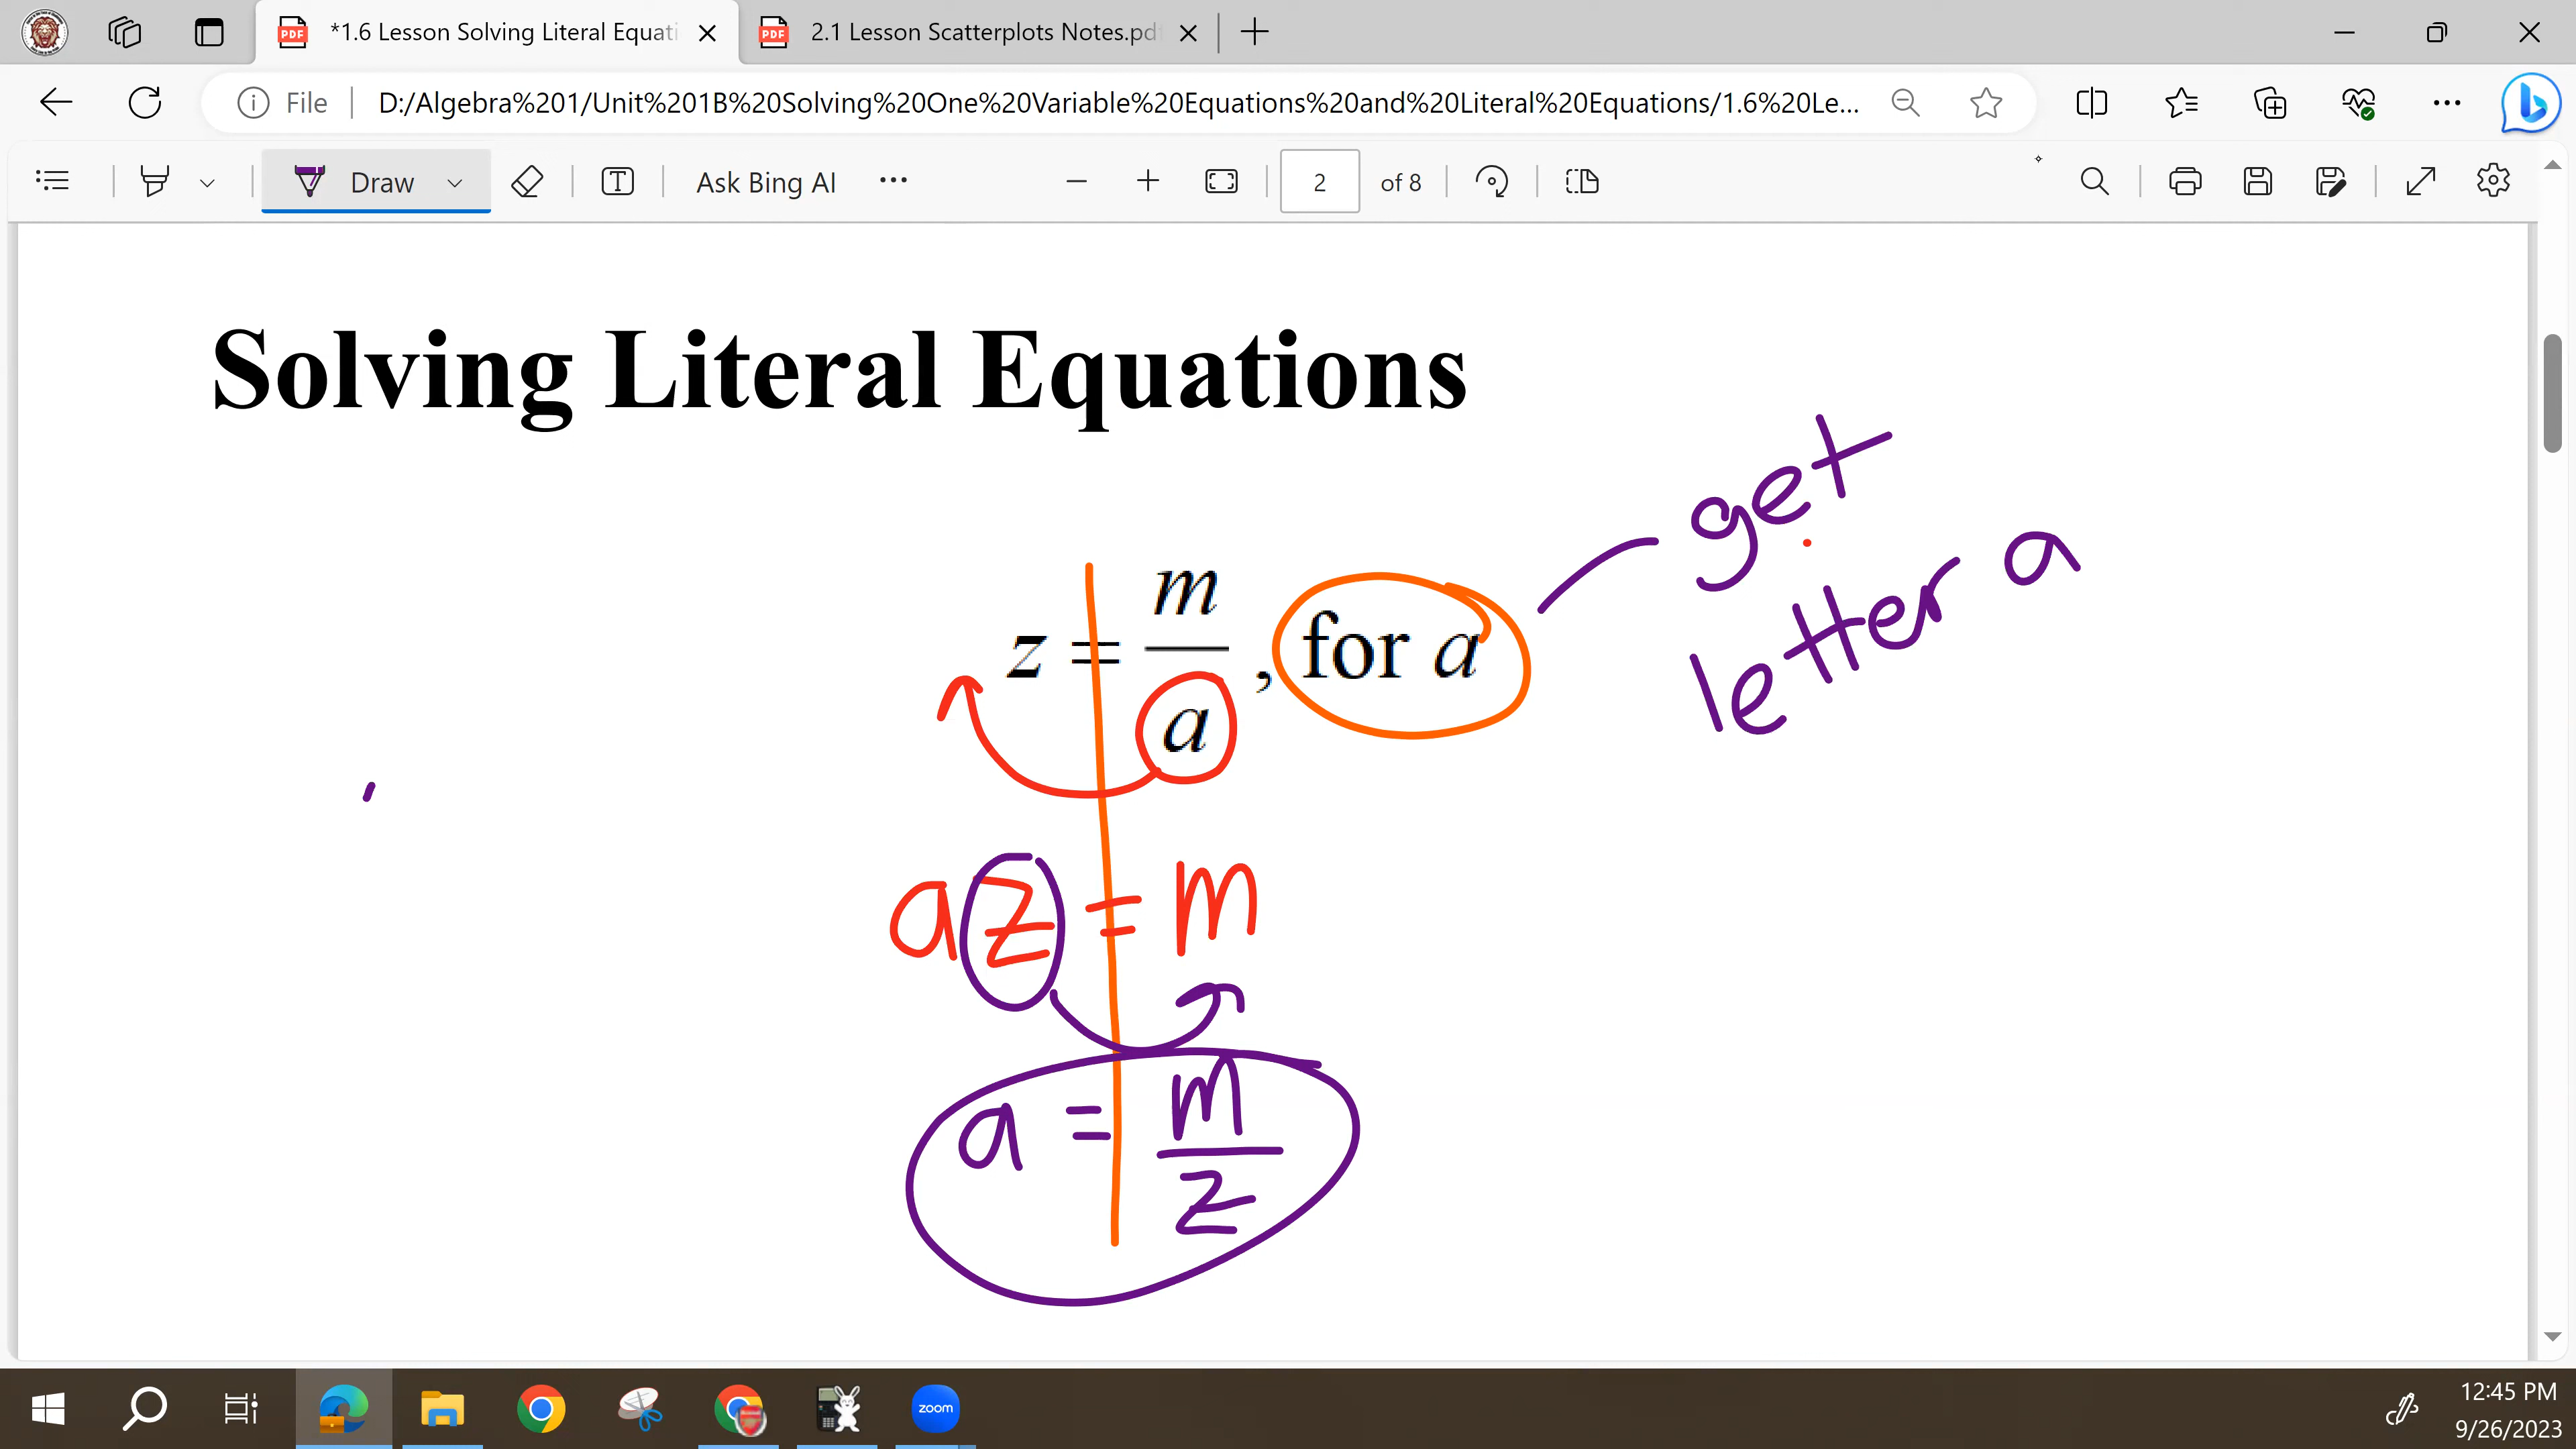 *1.6 Lesson Solving Literal Equati
2.1 Lesson Scatterplots Notes.pd
File
D:/Algebra%201/Unit%201B%20Solving%20One%20Variable%20Equations%20and%20Literal%20Equations/1.6%20Le...
Draw
Ask Bing AI
2 of 8
Solving Literal Equations
z = m/a , for a
get
letter a
az = m
a = m/z
zoom
12:45 PM
9/26/2023